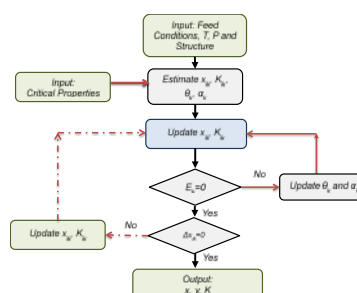 Input: Feed
Conditions, T, P and
Structure
Input:
Critical Properties
Estimate
Update
E
=0
No
Update θ and α
Yes
No
=0
Update
Yes
Output:
x, y, K